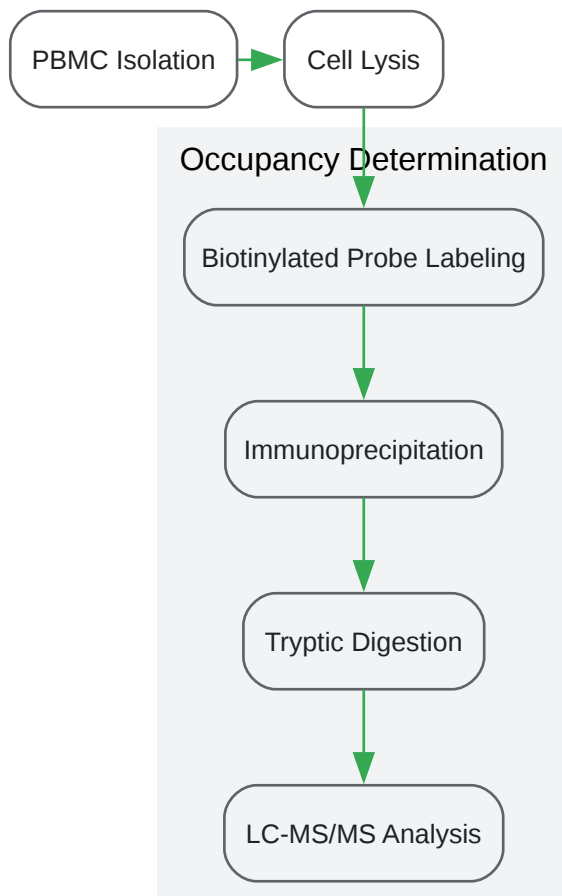 PBMC Isolation
Cell Lysis
Occupancy Determination
Biotinylated Probe Labeling
Immunoprecipitation
Tryptic Digestion
LC-MS/MS Analysis